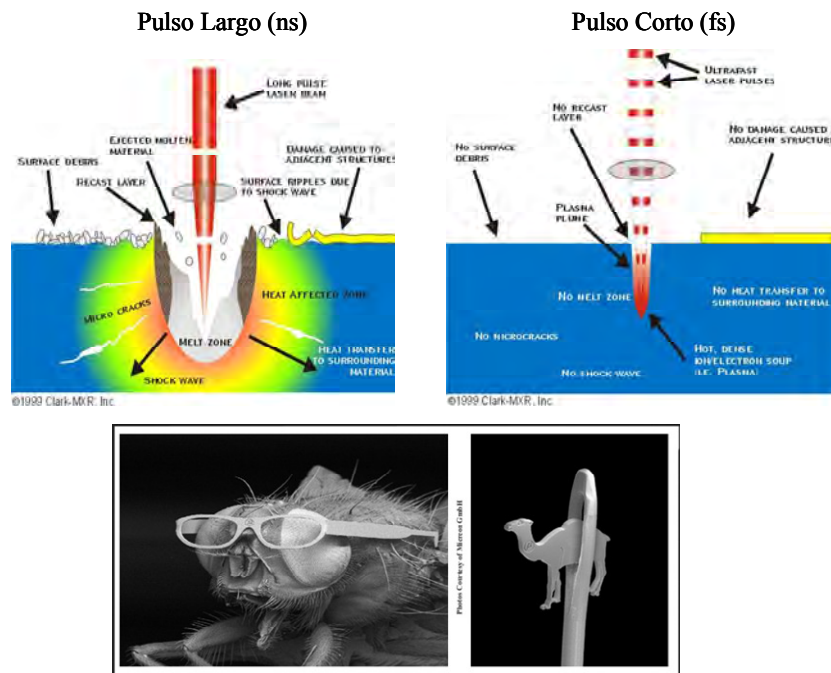 Pulso Largo (ns)
LONG PULSE
LASER BEAM
EJECTED MOLTEN
MATERIAL
SURFACE DEBRIS
RECAST LAYER
DAMAGE CAUSED TO
ADJACENT STRUCTURES
SURFACE RIPPLES DUE
TO SHOCK WAVE
MICRO CRACKS
HEAT AFFECTED ZONE
MELT ZONE
SHOCK WAVE
HEAT TRANSFER
TO SURROUNDING
MATERIAL
©1999 Clark-MXR, Inc
Pulso Corto (fs)
ULTRAFAST
LASER PULSES
NO RECAST
LAYER
NO SURFACE
DEBRIS
NO DAMAGE CAUSED
ADJACENT STRUCTURE
PLASMA
PLUME
NO MELT ZONE
NO HEAT TRANSFER TO
SURROUNDING MATERIAL
NO MICROCRACKS
NO SHOCK WAVE
HOT, DENSE
ION/ELECTRON SOUP
(I.E. PLASMA)
©1999 Clark-MXR, Inc.
Photos Courtesy of Micreon GmbH